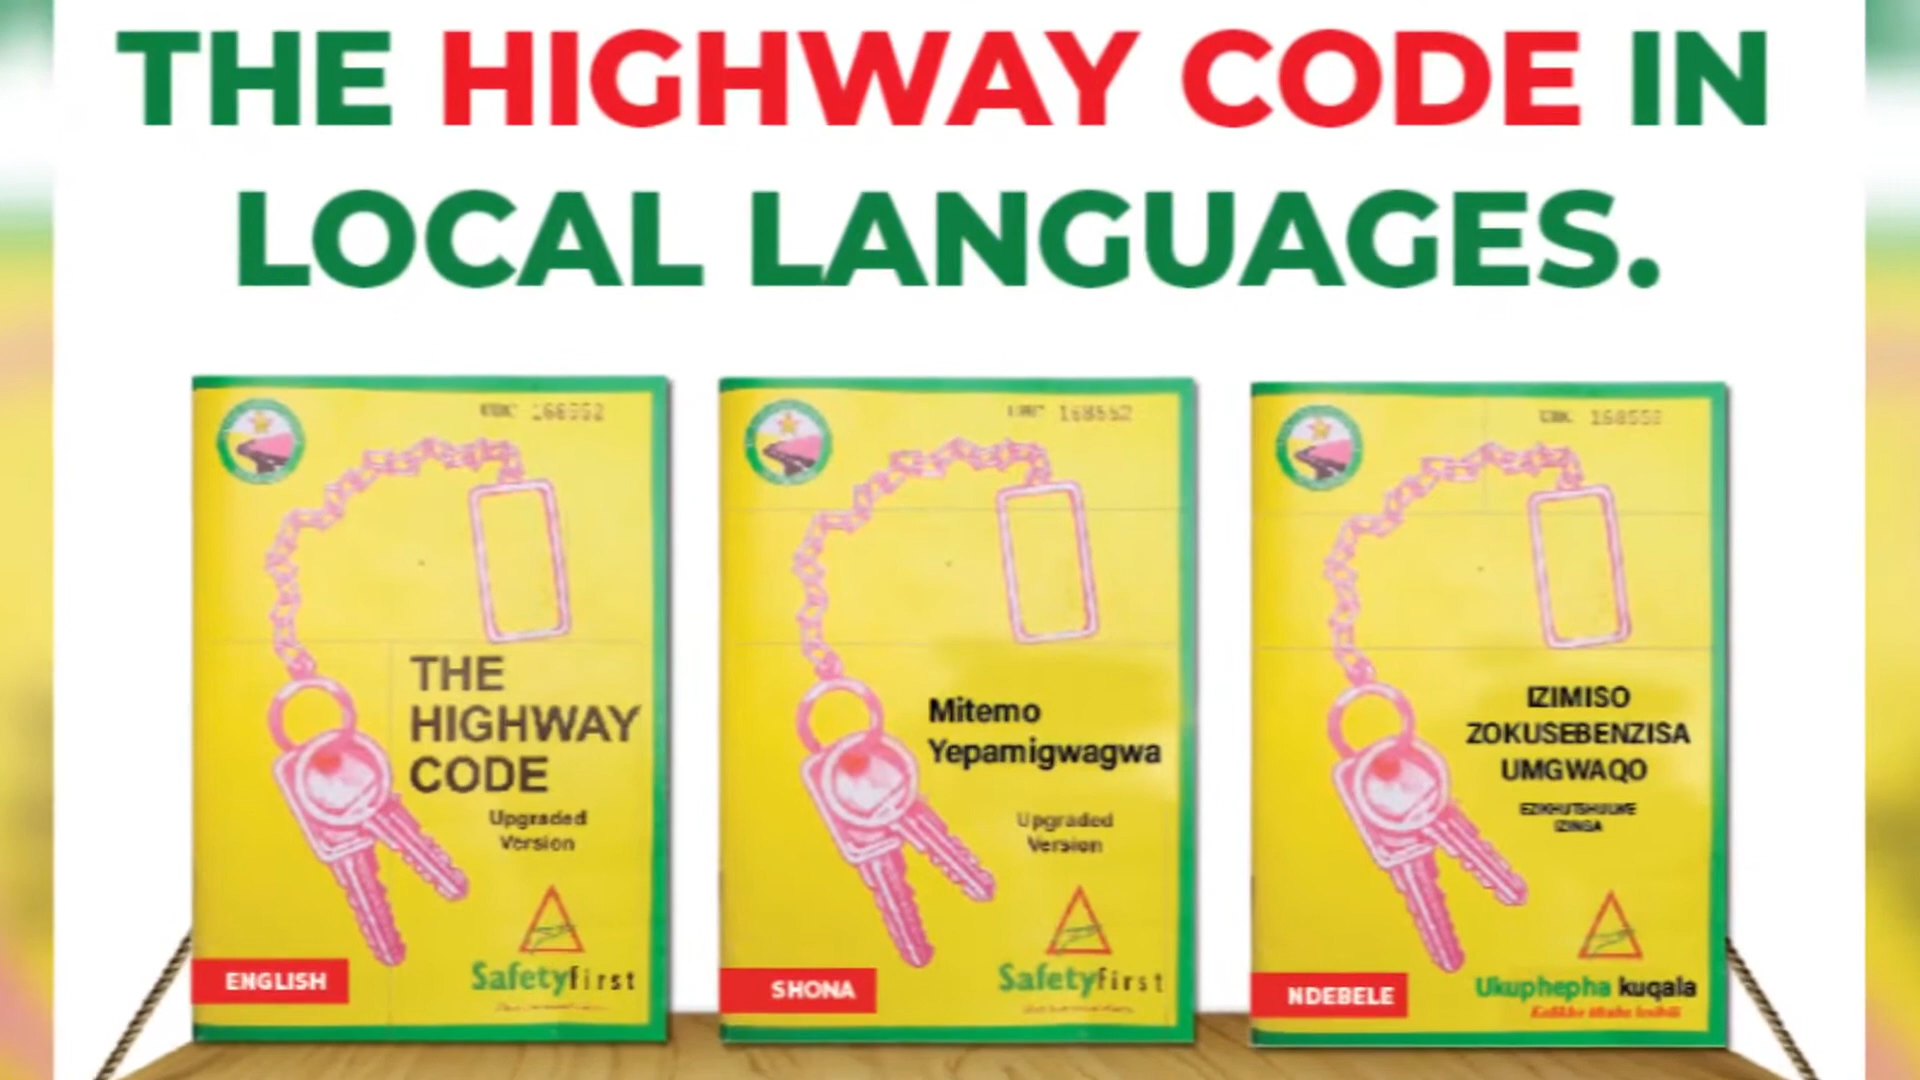 THE HIGHWAY CODE IN
LOCAL LANGUAGES.
THE
HIGHWAY
CODE
Upgraded
Version
Safetyfirst
ENGLISH
168552
Mitemo
Yepamigwagwa
Upgraded
Version
Safetyfirst
SHONA
IZIMISO
ZOKUSEBENZISA
UMGWAQO
Ukuphepha kuqala
NDEBELE